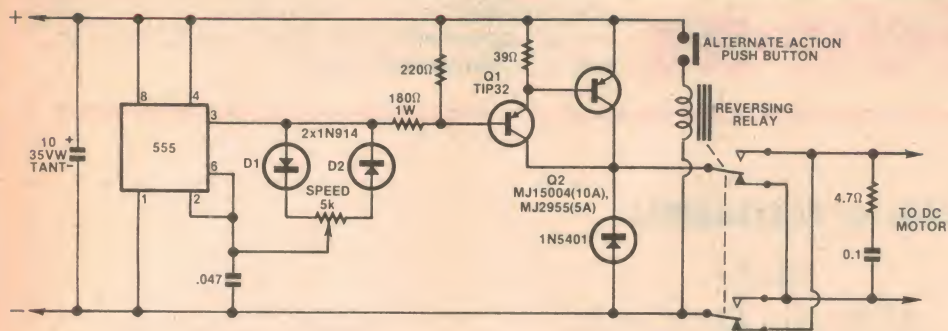 +
ALTERNATE ACTION
PUSH BUTTON
220Ω
39Ω
Q1
TIP32
8
4
3
180Ω
1W
REVERSING
RELAY
10
35VW
TANT
+
−
555
2x1N914
6
D1
D2
SPEED
5k
1
2
Q2
MJ15004(10A),
MJ2955(5A)
4.7Ω
TO DC
MOTOR
1N5401
0.1
.047
−